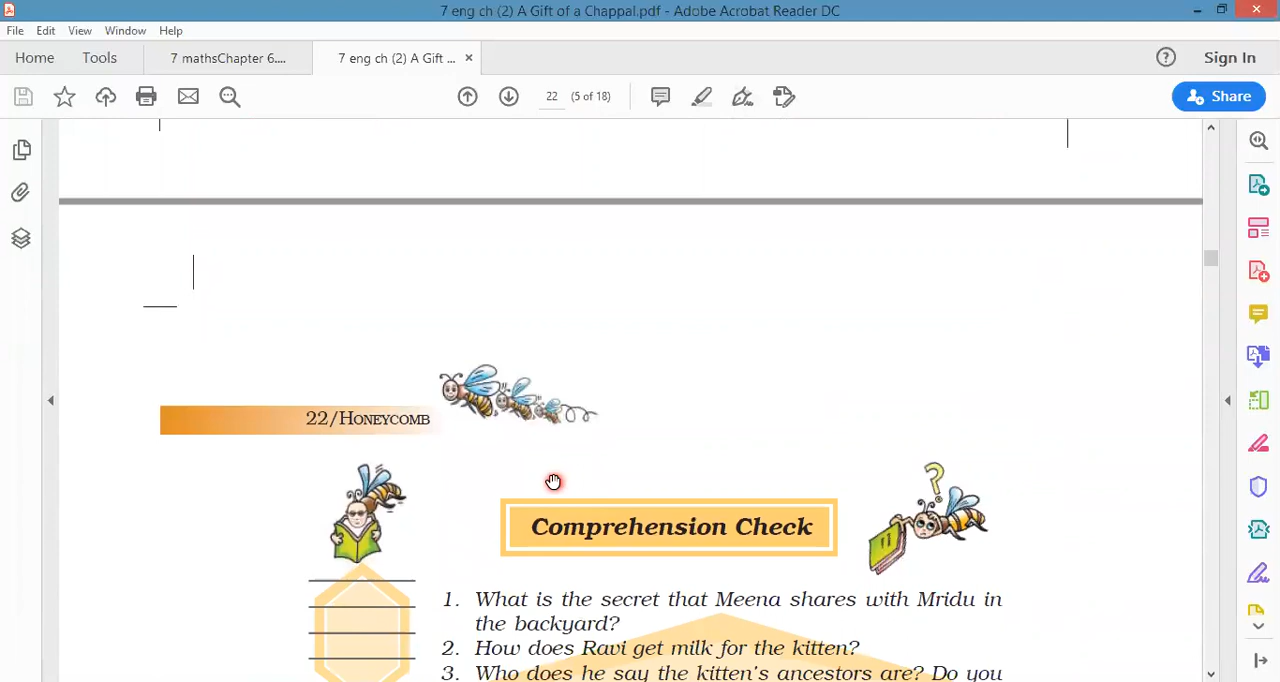 7 eng ch (2) A Gift of a Chappal.pdf - Adobe Acrobat Reader DC
File Edit View Window Help
Home Tools 7 mathsChapter 6.... 7 eng ch (2) A Gift ... × ? Sign In
22 (5 of 18) Share
22/HONEYCOMB
?
Comprehension Check
1. What is the secret that Meena shares with Mridu in
the backyard?
2. How does Ravi get milk for the kitten?
3. Who does he say the kitten's ancestors are? Do you